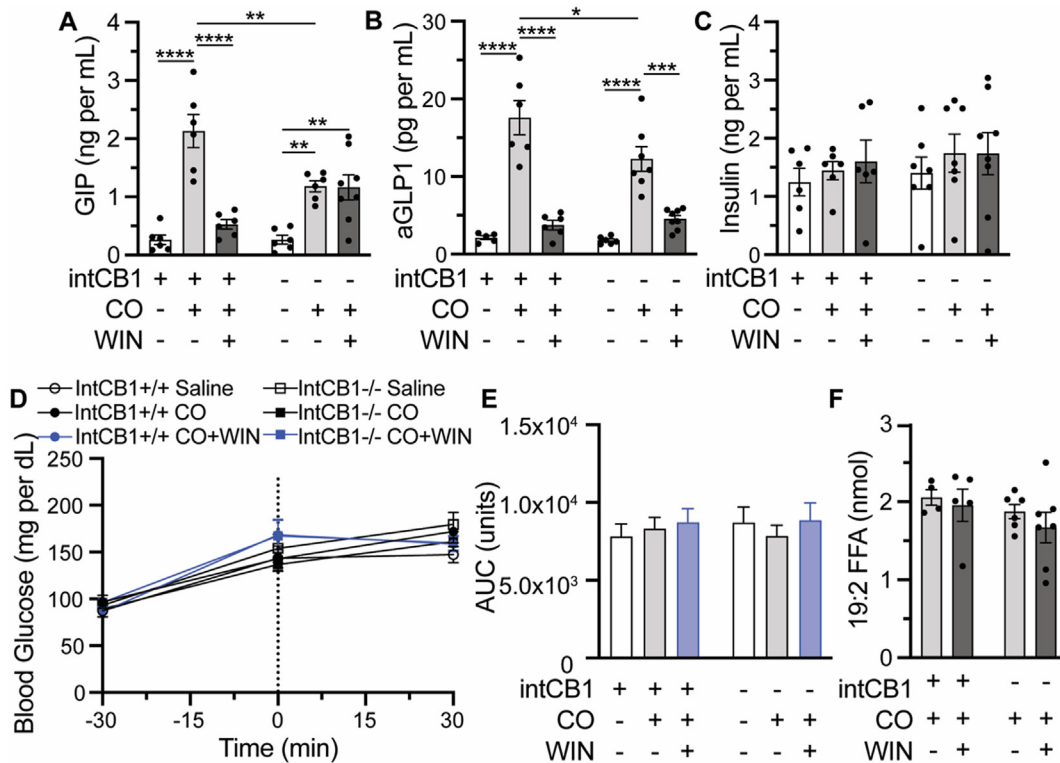 A
GIP (ng per mL)
4
3
2
1
0
**
****
****
**
**
intCB1 + + + - - -
CO - + + - + +
WIN - - + - - +
B
aGLP1 (pg per mL)
30
20
10
0
*
****
****
****
***
intCB1 + + + - - -
CO - + + - + +
WIN - - + - - +
C
Insulin (ng per mL)
4
3
2
1
0
intCB1 + + + - - -
CO - + + - + +
WIN - - + - - +
D
IntCB1+/+ Saline
IntCB1-/- Saline
IntCB1+/+ CO
IntCB1-/- CO
IntCB1+/+ CO+WIN
IntCB1-/- CO+WIN
Blood Glucose (mg per dL)
250
200
150
100
50
0
-30 -15 0 15 30
Time (min)
E
AUC (units)
1.5x10⁴
1.0x10⁴
5.0x10³
0
intCB1 + + + - - -
CO - + + - + +
WIN - - + - - +
F
19:2 FFA (nmol)
3
2
1
0
intCB1 + + - -
CO + + + +
WIN - + - +